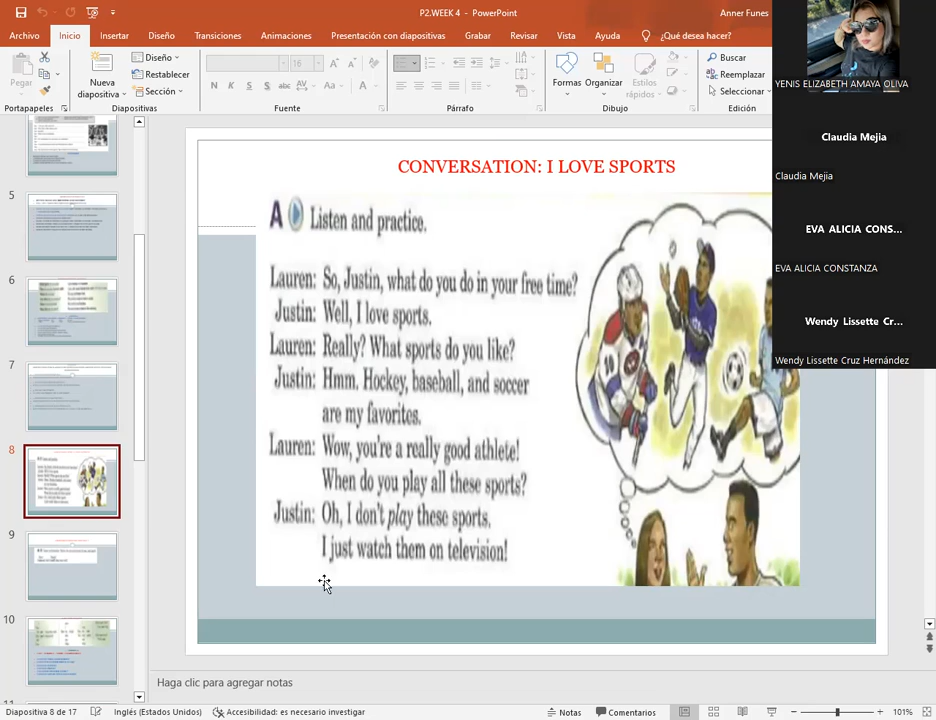 P2.WEEK 4 - PowerPoint
Anner Funes
Archivo Inicio Insertar Diseño Transiciones Animaciones Presentación con diapositivas Grabar Revisar Vista Ayuda ¿Qué desea hacer?
Pegar
Nueva diapositiva
Diseño
Restablecer
Sección
16
N K S abc AV Aa A
Formas Organizar Estilos rápidos
Buscar
Reemplazar
Seleccionar
Portapapeles Diapositivas Fuente Párrafo Dibujo Edición
YENIS ELIZABETH AMAYA OLIVA
Claudia Mejia
Claudia Mejia
EVA ALICIA CONS...
EVA ALICIA CONSTANZA
Wendy Lissette Cr...
Wendy Lissette Cruz Hernández
5
6
7
8
9
10
CONVERSATION: I LOVE SPORTS
A Listen and practice.
Lauren: So, Justin, what do you do in your free time?
Justin: Well, I love sports.
Lauren: Really? What sports do you like?
Justin: Hmm. Hockey, baseball, and soccer
are my favorites.
Lauren: Wow, you're a really good athlete!
When do you play all these sports?
Justin: Oh, I don't play these sports.
I just watch them on television!
Haga clic para agregar notas
Diapositiva 8 de 17 Inglés (Estados Unidos) Accesibilidad: es necesario investigar Notas Comentarios 101%